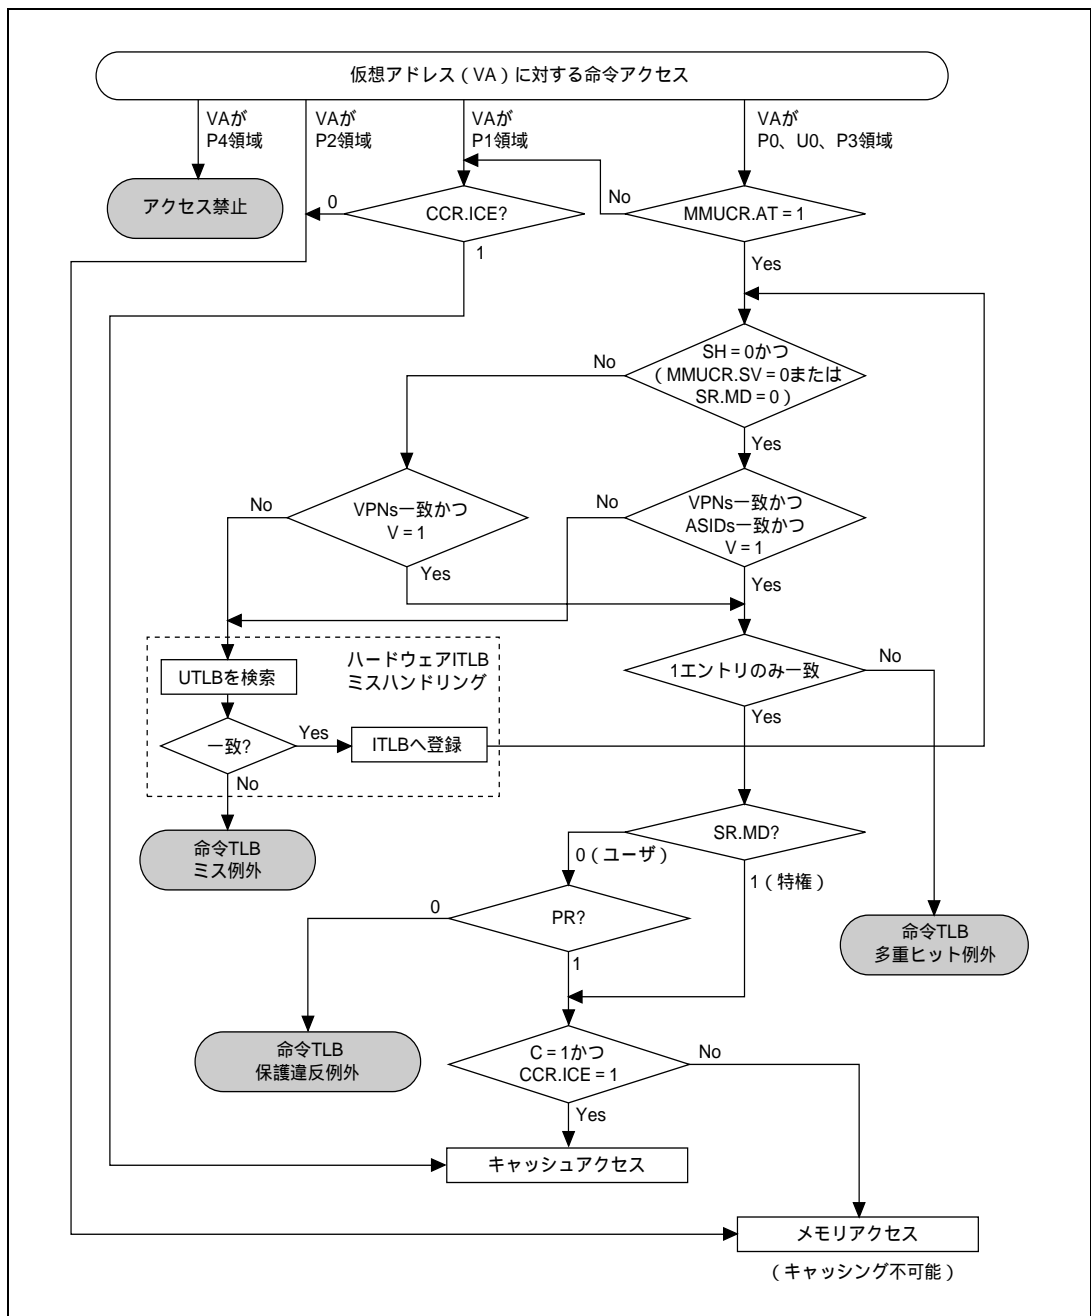 仮想アドレス（VA）に対する命令アクセス
VAが
P4領域
VAが
P2領域
VAが
P1領域
VAが
P0、U0、P3領域
アクセス禁止
0
CCR.ICE?
No
MMUCR.AT = 1
1
Yes
SH = 0かつ
（MMUCR.SV = 0または
SR.MD = 0）
No
Yes
No
VPNs一致かつ
V = 1
No
VPNs一致かつ
ASIDs一致かつ
V = 1
Yes
Yes
ハードウェアITLB
ミスハンドリング
UTLBを検索
1エントリのみ一致
No
Yes
一致?
Yes
ITLBへ登録
No
命令TLB
ミス例外
SR.MD?
0（ユーザ）
1（特権）
0
PR?
命令TLB
多重ヒット例外
1
命令TLB
保護違反例外
C = 1かつ
CCR.ICE = 1
No
Yes
キャッシュアクセス
メモリアクセス
（キャッシング不可能）